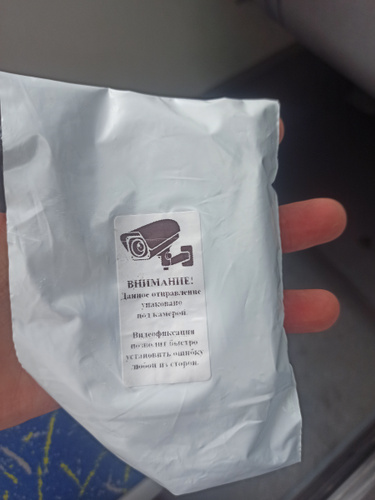 ВНИМАНИЕ!
Данное отправление
упаковано
под камерой.
Видеофиксация
позволит быстро
установить ошибку
любой из сторон.